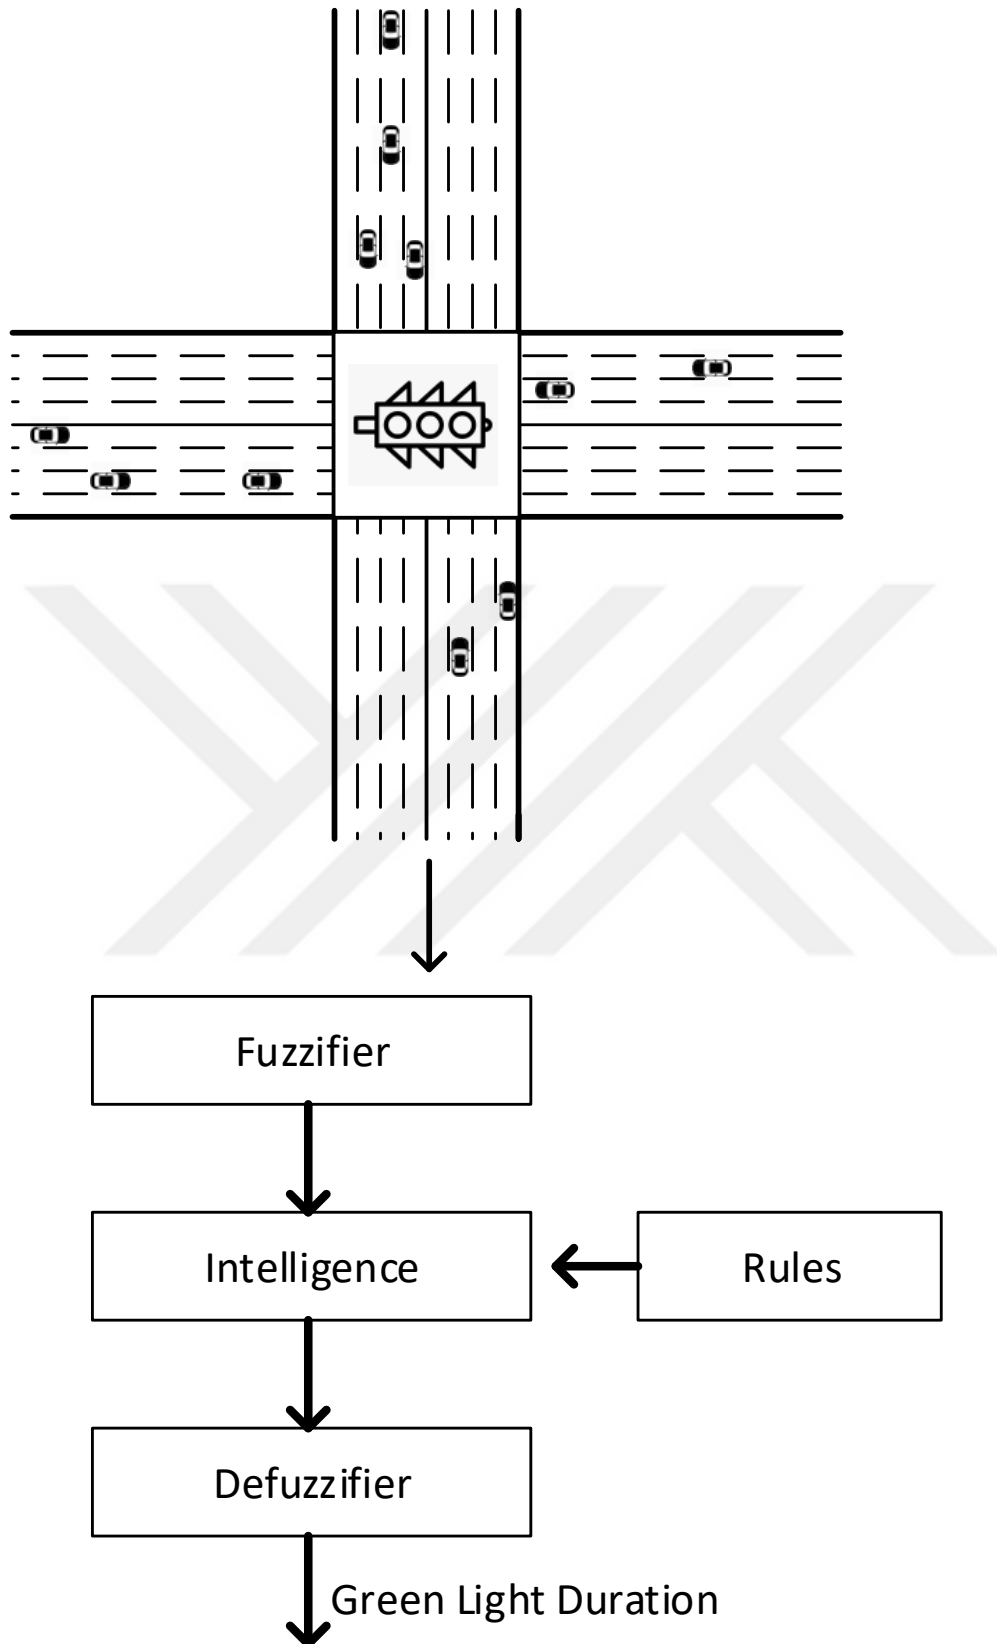 Fuzzifier
Intelligence
Rules
Defuzzifier
Green Light Duration